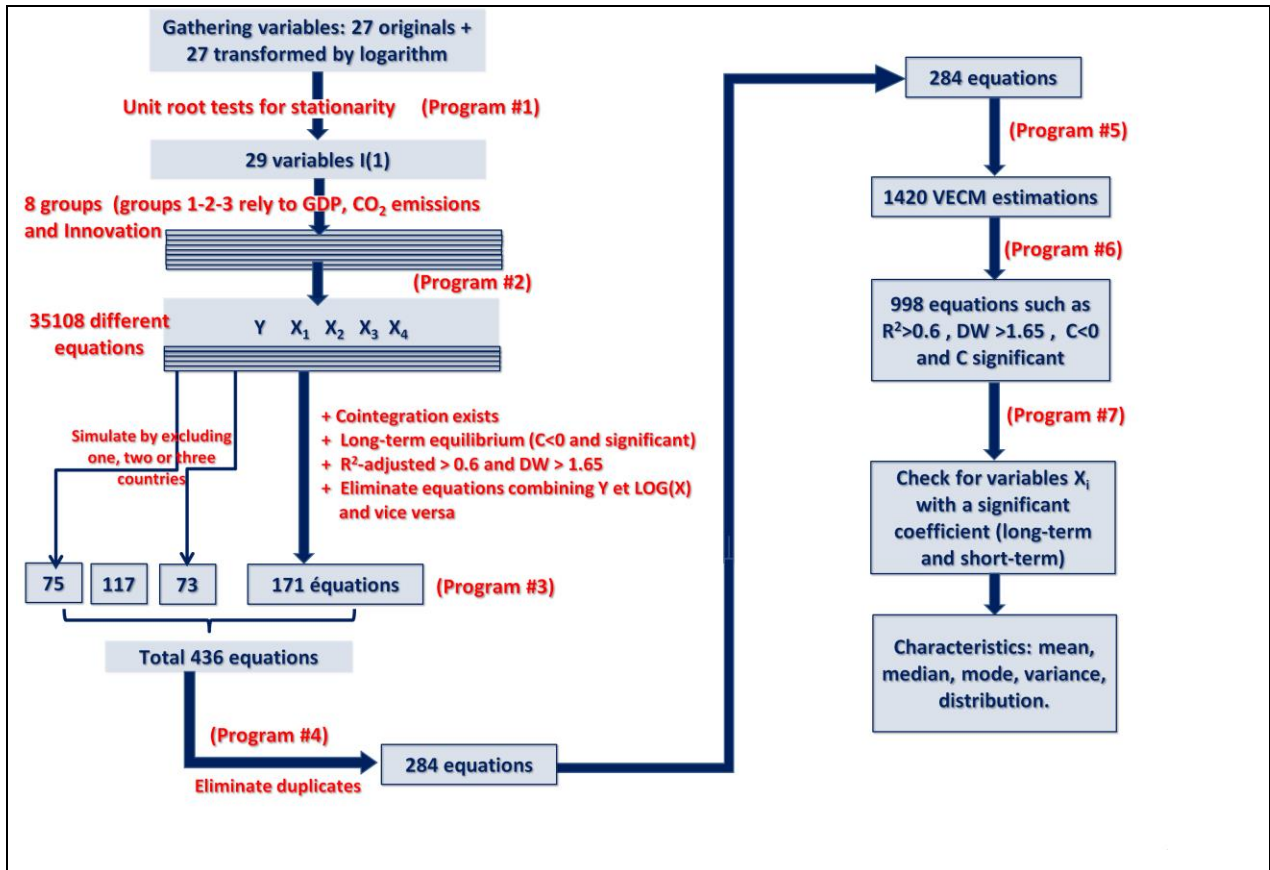 Gathering variables: 27 originals +
27 transformed by logarithm
Unit root tests for stationarity (Program #1)
29 variables I(1)
8 groups (groups 1-2-3 rely to GDP, CO₂ emissions
and Innovation
(Program #2)
35108 different
equations
Y X₁ X₂ X₃ X₄
Simulate by excluding
one, two or three
countries
+ Cointegration exists
+ Long-term equilibrium (C<0 and significant)
+ R²-adjusted > 0.6 and DW > 1.65
+ Eliminate equations combining Y et LOG(X)
and vice versa
75 117 73 171 équations (Program #3)
Total 436 equations
(Program #4)
Eliminate duplicates
284 equations
284 equations
(Program #5)
1420 VECM estimations
(Program #6)
998 equations such as
R²>0.6 , DW >1.65 , C<0
and C significant
(Program #7)
Check for variables Xᵢ
with a significant
coefficient (long-term
and short-term)
Characteristics: mean,
median, mode, variance,
distribution.